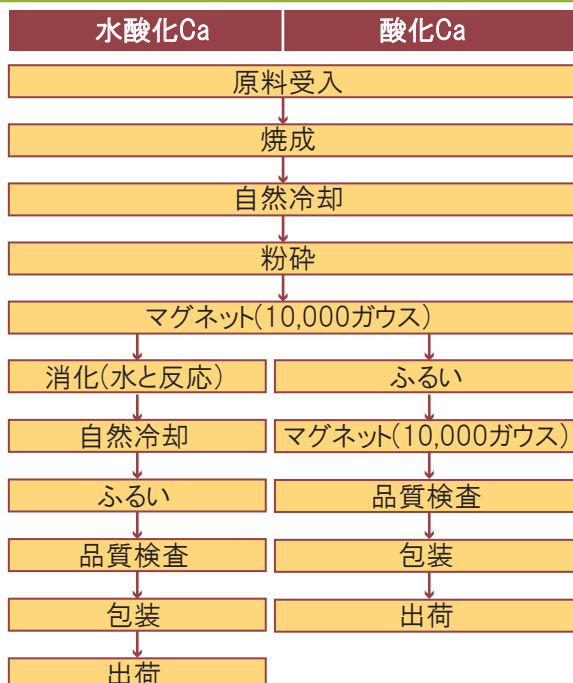 水酸化Ca
酸化Ca
原料受入
焼成
自然冷却
粉砕
マグネット(10,000ガウス)
消化(水と反応)
ふるい
自然冷却
マグネット(10,000ガウス)
ふるい
品質検査
品質検査
包装
包装
出荷
出荷